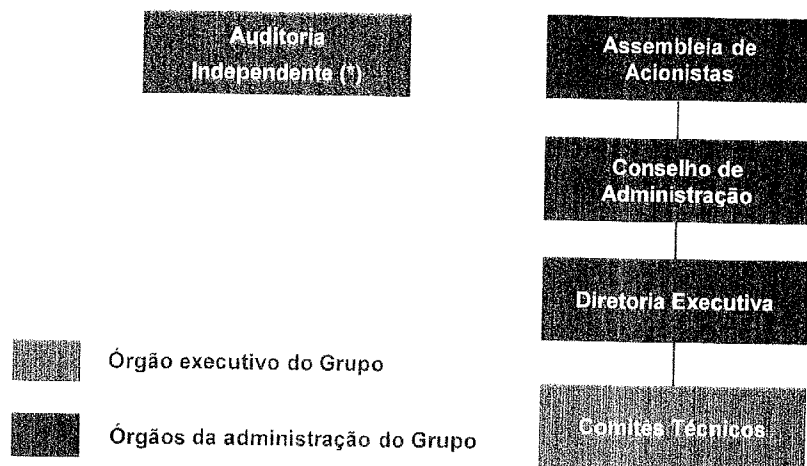 Auditoria
Independente (*)
Assembleia de
Acionistas
Conselho de
Administração
Diretoria Executiva
Comitês Técnicos
Órgão executivo do Grupo
Órgãos da administração do Grupo